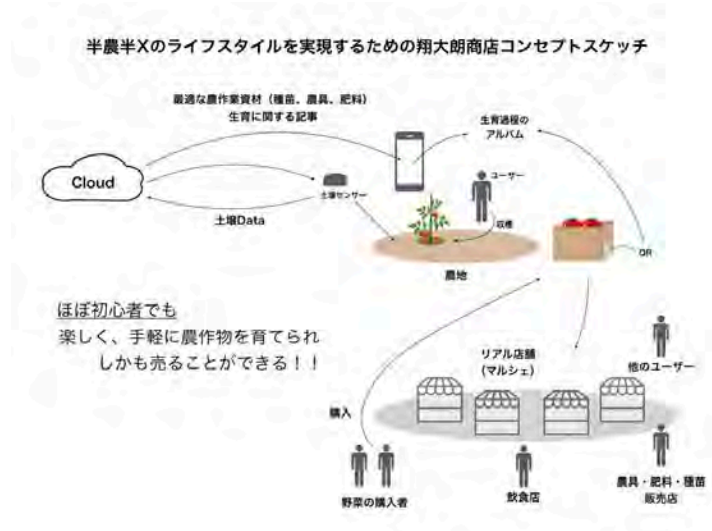 半農半Xのライフスタイルを実現するための翔大朗商店コンセプトスケッチ
最適な農作業資材（種苗、農具、肥料）
生育に関する記事
生育過程の
アルバム
Cloud
土壌センサー
ユーザー
土壌Data
収穫
農地
QR
ほぼ初心者でも
楽しく、手軽に農作物を育てられ
しかも売ることができる！！
リアル店舗
（マルシェ）
他のユーザー
購入
野菜の購入者
飲食店
農具・肥料・種苗
販売店